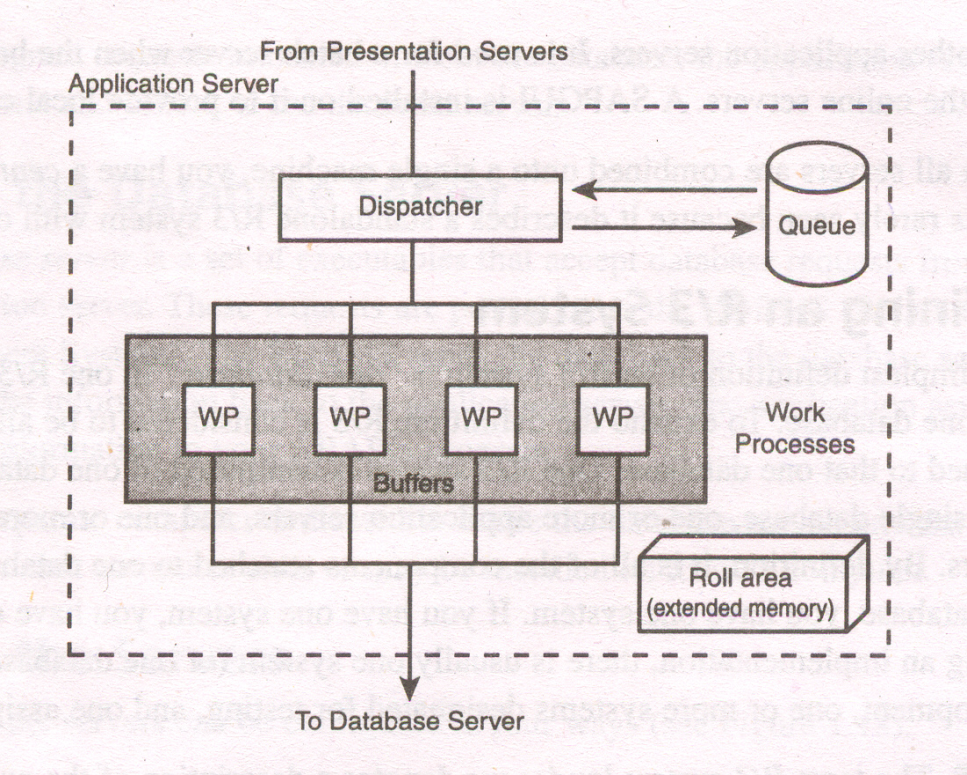 From Presentation Servers
Application Server
Dispatcher
Queue
WP
WP
WP
WP
Work
Processes
Buffers
Roll area
(extended memory)
To Database Server